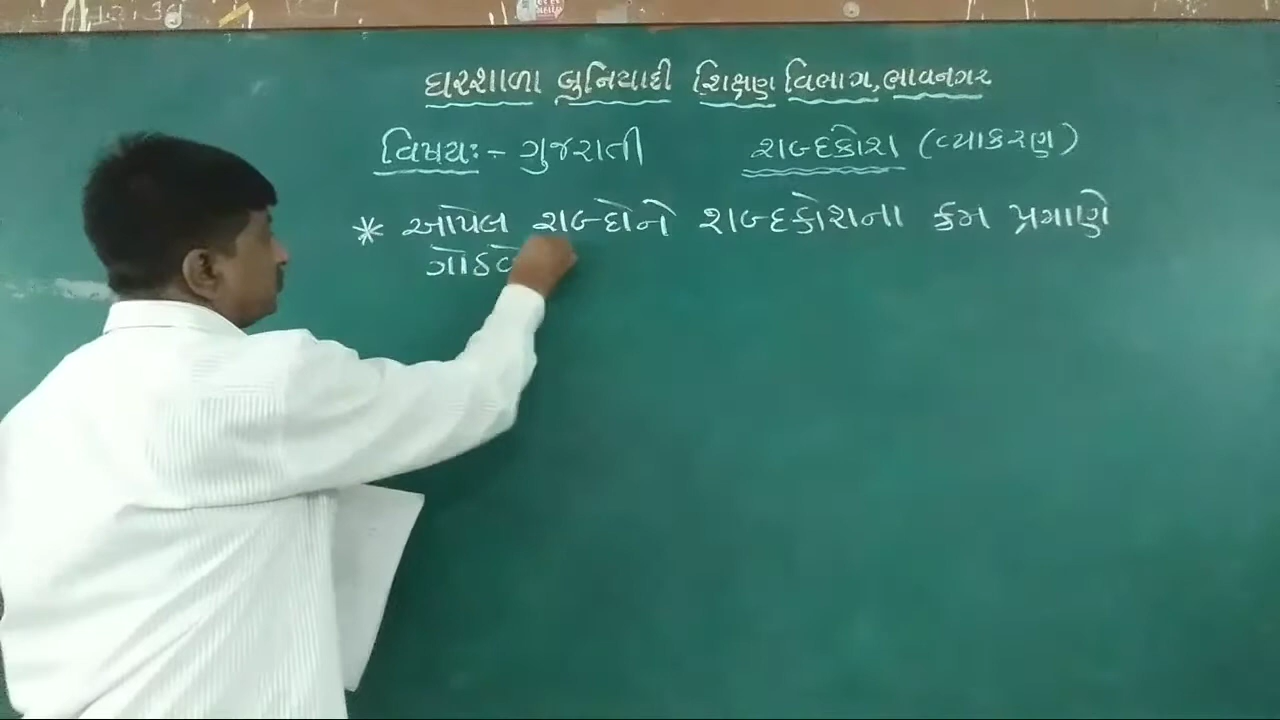 ઘરશાળા બુનિયાદી શિક્ષણ વિભાગ, ભાવનગર
વિષયઃ- ગુજરાતી શબ્દકોશ (વ્યાકરણ)
* આપેલ શબ્દોને શબ્દકોશના ક્રમ પ્રમાણે
ગોઠવ